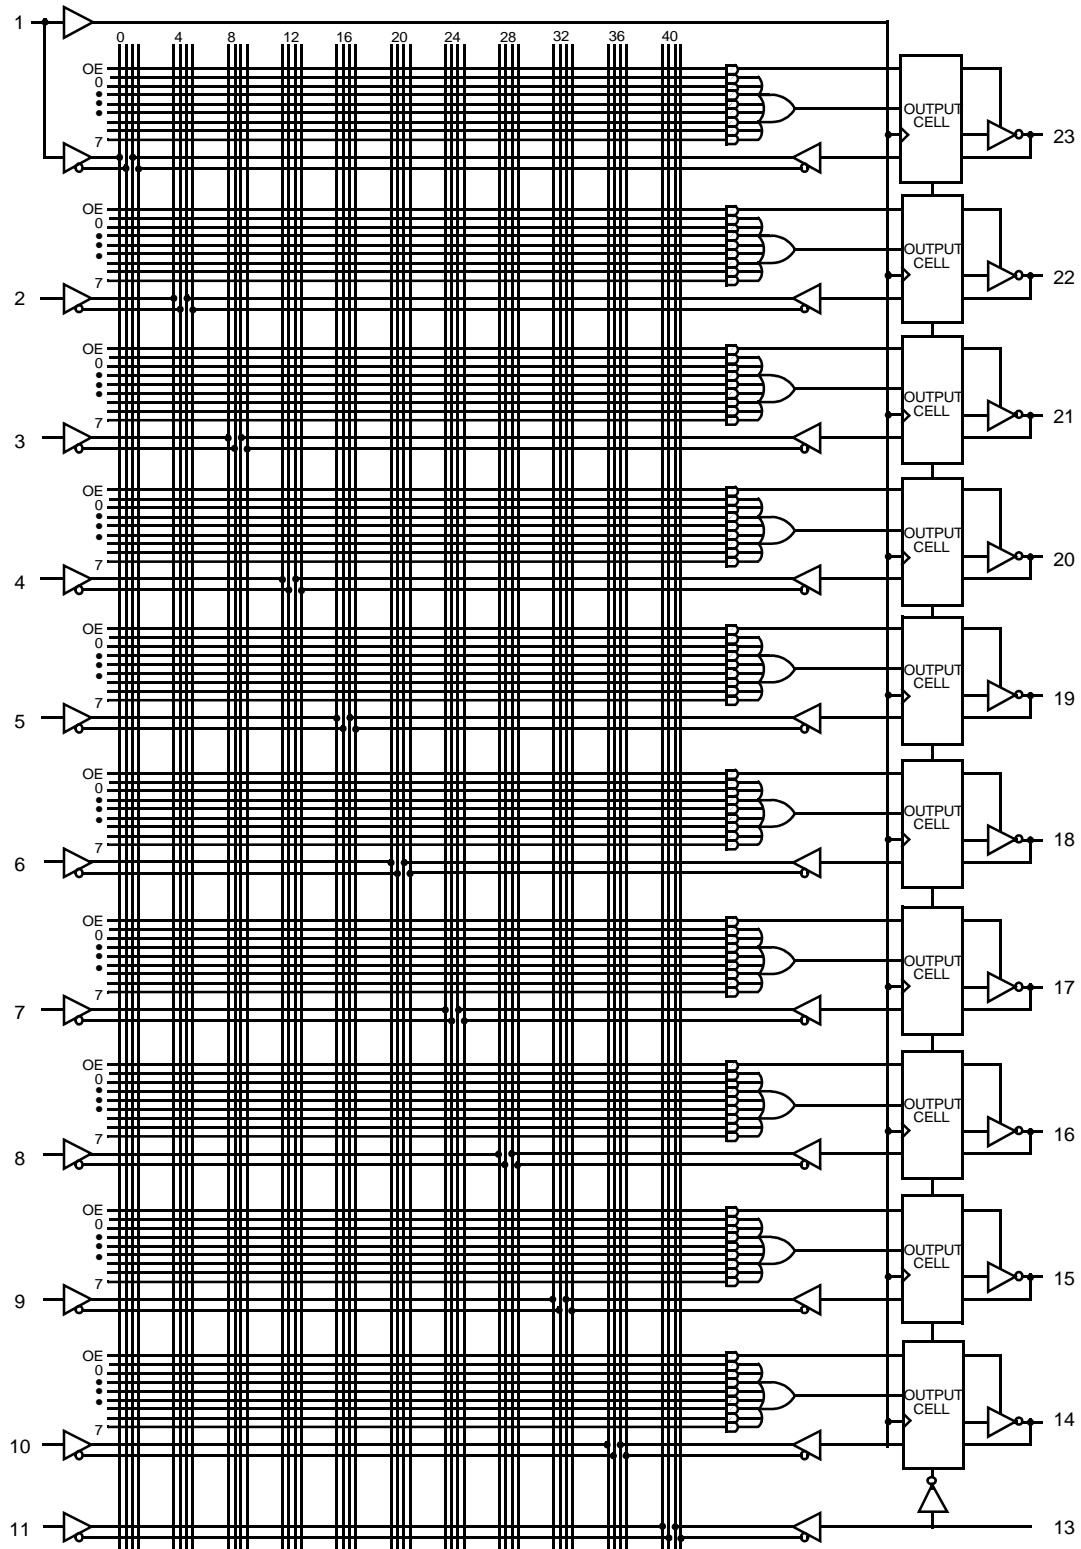 1
0 4 8 12 16 20 24 28 32 36 40
OE
0
7
OUTPUT
CELL
23
OE
0
7
OUTPUT
CELL
2
22
OE
0
7
OUTPUT
CELL
3
21
OE
0
7
OUTPUT
CELL
4
20
OE
0
7
OUTPUT
CELL
5
19
OE
0
7
OUTPUT
CELL
6
18
OE
0
7
OUTPUT
CELL
7
17
OE
0
7
OUTPUT
CELL
8
16
OE
0
7
OUTPUT
CELL
9
15
OE
0
7
OUTPUT
CELL
10
14
11
13